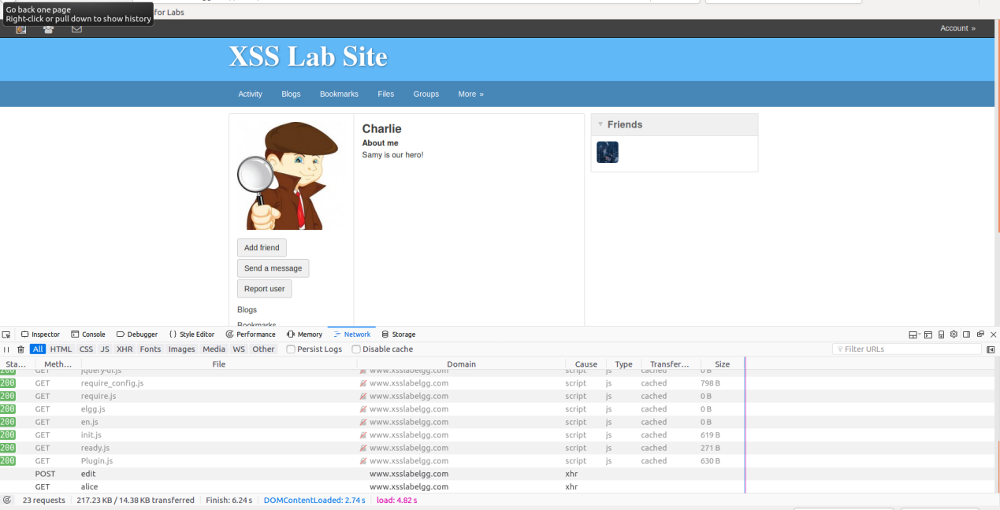 Go back one page
Right-click or pull down to show history
for Labs
Account »
XSS Lab Site
Activity Blogs Bookmarks Files Groups More »
Charlie
About me
Samy is our hero!
Friends
Add friend
Send a message
Report user
Blogs
Bookmarks
Inspector Console Debugger {} Style Editor Performance Memory Network Storage
All HTML CSS JS XHR Fonts Images Media WS Other Persist Logs Disable cache Filter URLs
Sta... Meth... File Domain Cause Type Transfer... Size
200 GET jquery-ui.js www.xsslabelgg.com script js cached 0 B
200 GET require_config.js www.xsslabelgg.com script js cached 798 B
200 GET require.js www.xsslabelgg.com script js cached 0 B
200 GET elgg.js www.xsslabelgg.com script js cached 0 B
200 GET en.js www.xsslabelgg.com script js cached 0 B
200 GET init.js www.xsslabelgg.com script js cached 619 B
200 GET ready.js www.xsslabelgg.com script js cached 271 B
200 GET Plugin.js www.xsslabelgg.com script js cached 630 B
POST edit www.xsslabelgg.com xhr
GET alice www.xsslabelgg.com xhr
23 requests 217.23 KB / 14.38 KB transferred Finish: 6.24 s DOMContentLoaded: 2.74 s load: 4.82 s